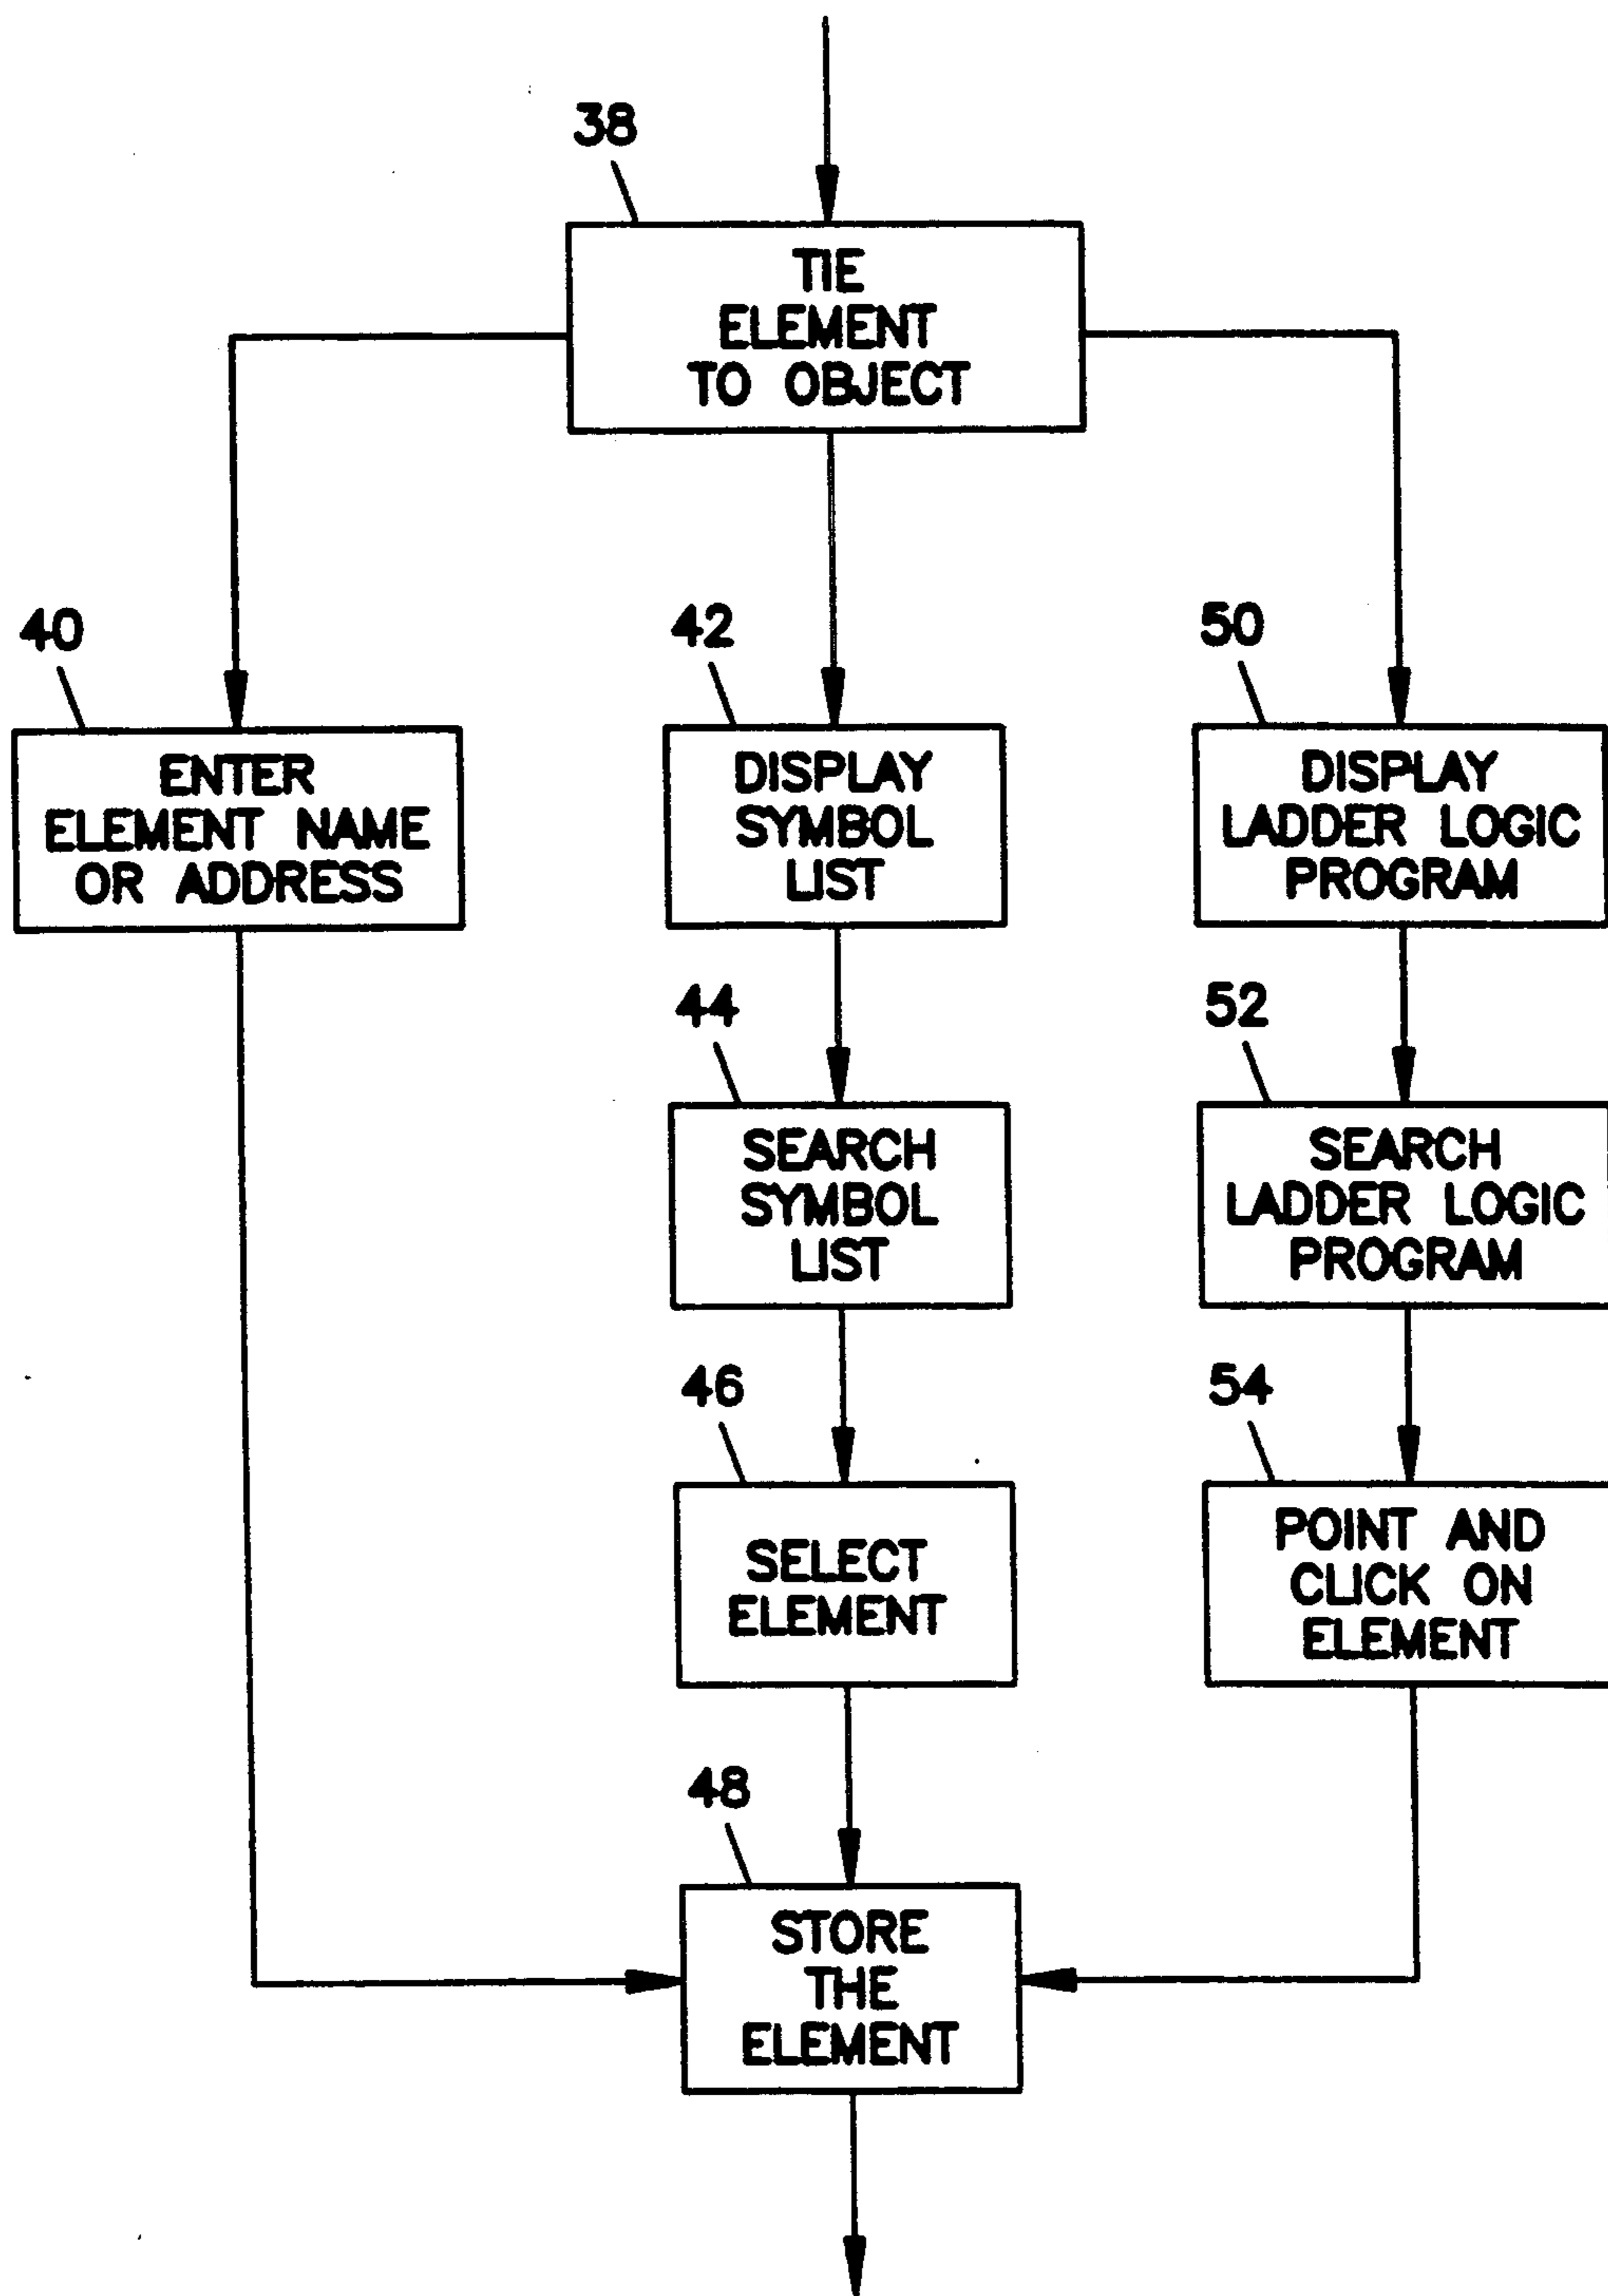 38
TIE
ELEMENT
TO OBJECT
40
ENTER
ELEMENT NAME
OR ADDRESS
42
DISPLAY
SYMBOL
LIST
50
DISPLAY
LADDER LOGIC
PROGRAM
44
SEARCH
SYMBOL
LIST
52
SEARCH
LADDER LOGIC
PROGRAM
46
SELECT
ELEMENT
54
POINT AND
CLICK ON
ELEMENT
48
STORE
THE
ELEMENT